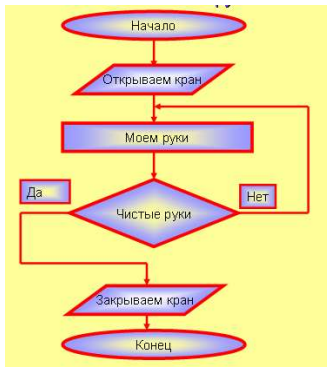 Начало
Открываем кран
Моем руки
Да
Нет
Чистые руки
Закрываем кран
Конец